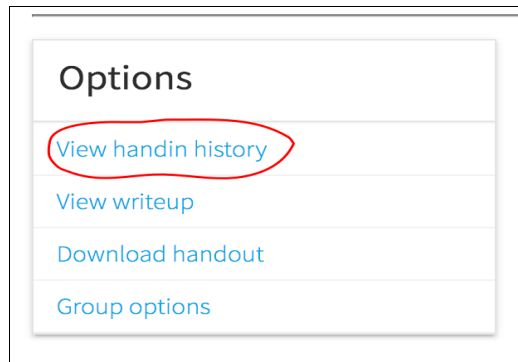 Options
View handin history
View writeup
Download handout
Group options